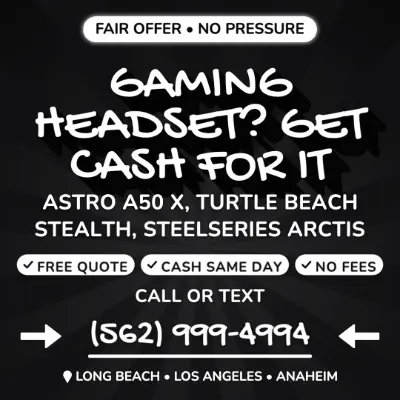 FAIR OFFER • NO PRESSURE
GAMING
HEADSET? GET
CASH FOR IT
ASTRO A50 X, TURTLE BEACH
STEALTH, STEELSERIES ARCTIS
✓ FREE QUOTE ✓ CASH SAME DAY ✓ NO FEES
CALL OR TEXT
(562) 999-4994
LONG BEACH • LOS ANGELES • ANAHEIM